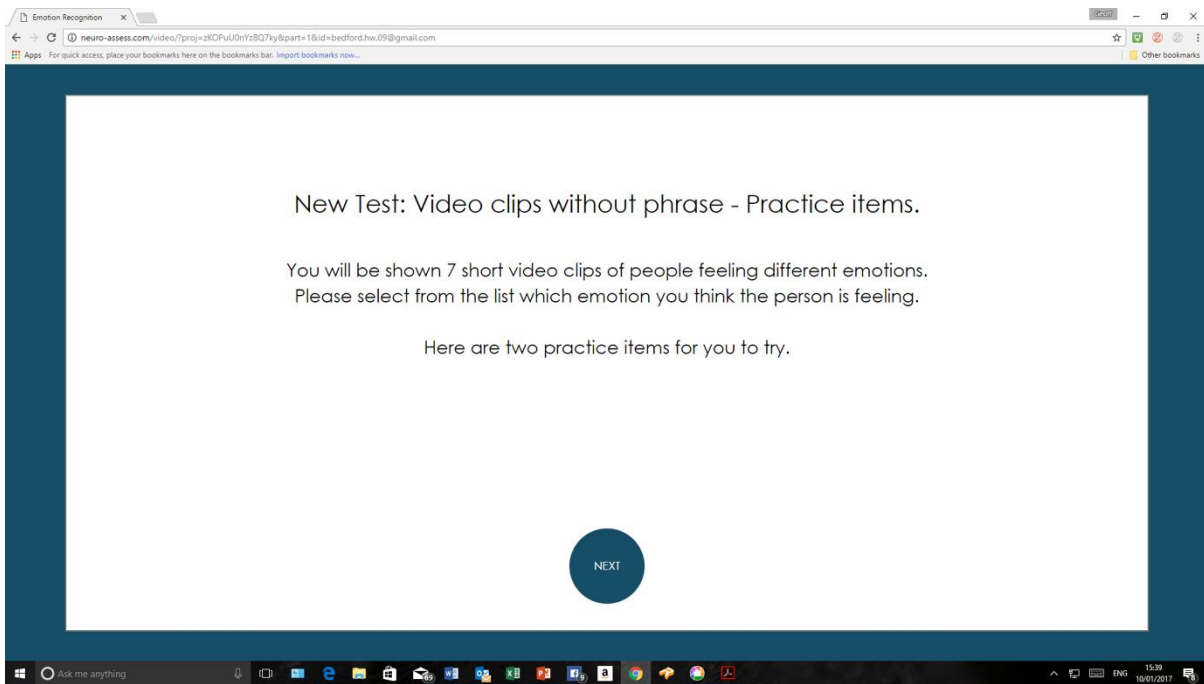 Emotion Recognition
Geoff
neuro-assess.com/video/?proj=zKOPuU0nYz8Q7ky&part=1&id=bedford.hw.09@gmail.com
Apps For quick access, place your bookmarks here on the bookmarks bar. Import bookmarks now...
Other bookmarks
New Test: Video clips without phrase - Practice items.
You will be shown 7 short video clips of people feeling different emotions.
Please select from the list which emotion you think the person is feeling.
Here are two practice items for you to try.
NEXT
Ask me anything
ENG
15:39
10/01/2017